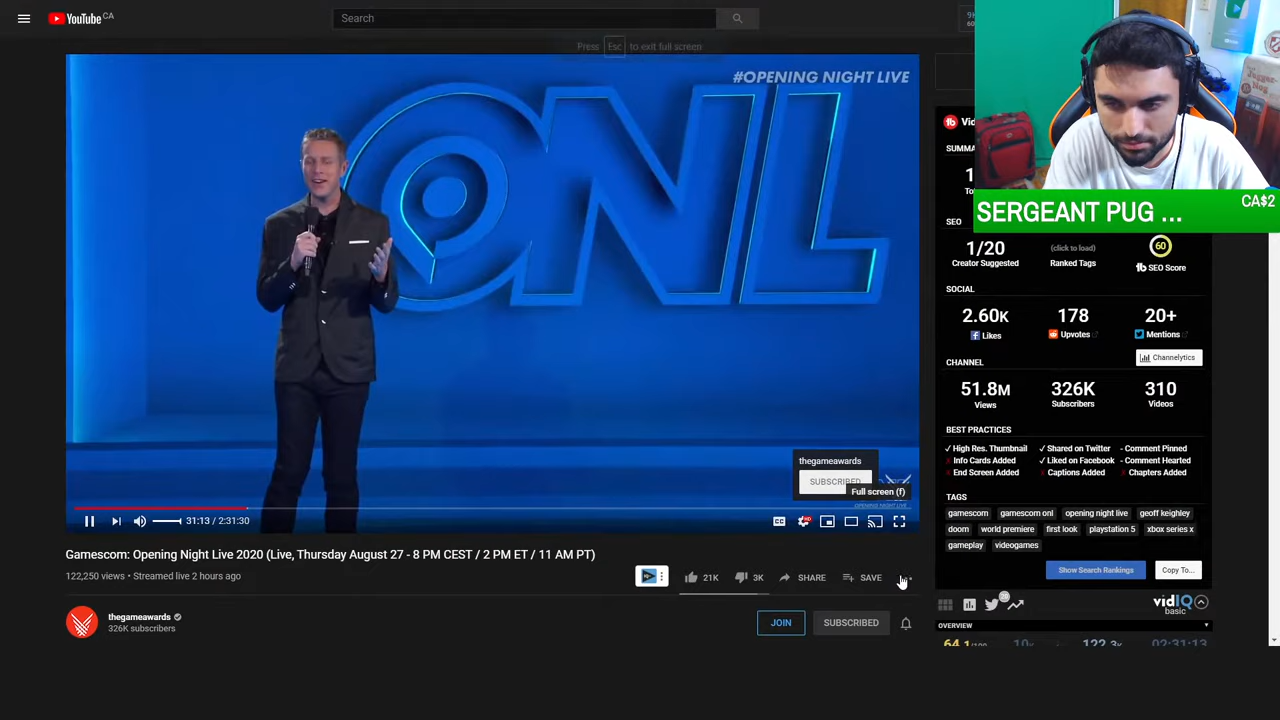 YouTube CA
Search
Press Esc to exit full screen
#OPENING NIGHT LIVE
ONL
thegameawards
SUBSCRIBED
Full screen (f)
31:13 / 2:31:30
CC
HD
Gamescom: Opening Night Live 2020 (Live, Thursday August 27 - 8 PM CEST / 2 PM ET / 11 AM PT)
122,250 views • Streamed live 2 hours ago
21K
3K
SHARE
SAVE
thegameawards
326K subscribers
JOIN
SUBSCRIBED
SERGEANT PUG ...
CA$2
SEO
1/20
Creator Suggested
(click to load)
Ranked Tags
60
SEO Score
SOCIAL
2.60K
Likes
178
Upvotes
20+
Mentions
CHANNEL
Channelytics
51.8M
Views
326K
Subscribers
310
Videos
BEST PRACTICES
✓ High Res. Thumbnail
✓ Shared on Twitter
- Comment Pinned
Info Cards Added
✓ Liked on Facebook
- Comment Hearted
End Screen Added
Captions Added
Chapters Added
TAGS
gamescom
gamescom onl
opening night live
geoff keighley
doom
world premiere
first look
playstation 5
xbox series x
gameplay
videogames
Show Search Rankings
Copy To...
vidIQ
basic
OVERVIEW
02:31:13